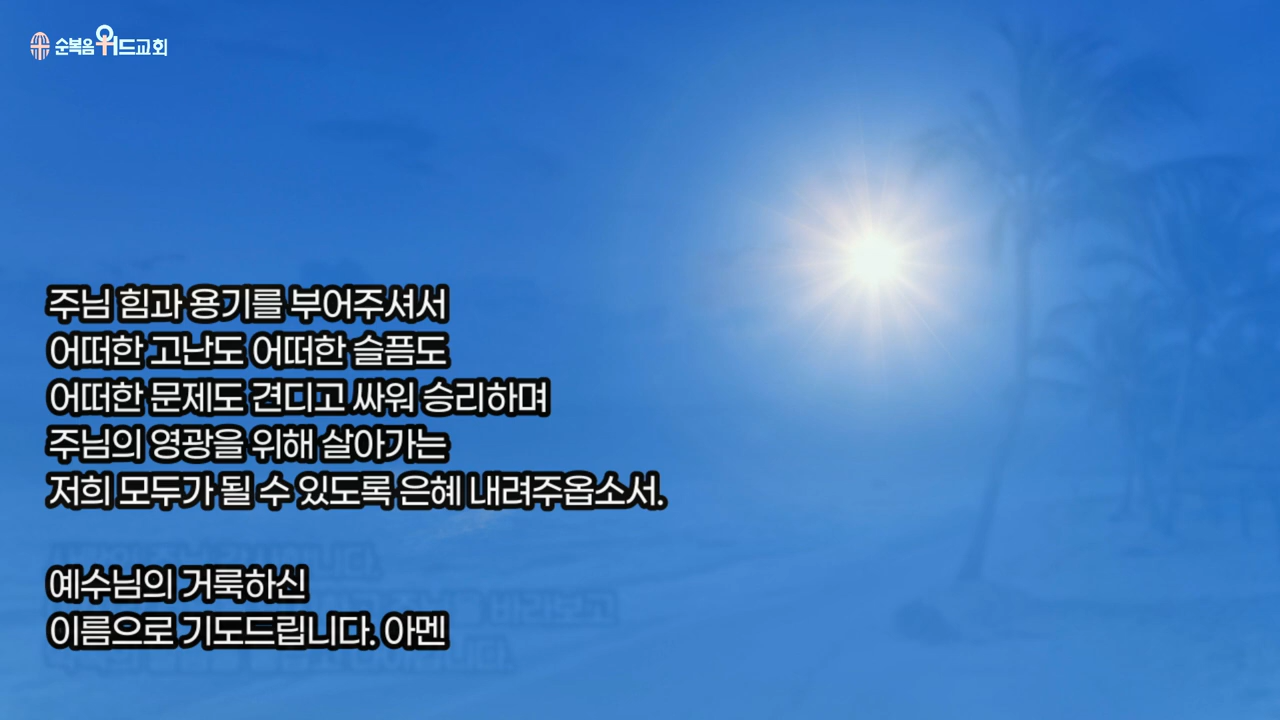 순복음위드교회
주님 힘과 용기를 부어주셔서
어떠한 고난도 어떠한 슬픔도
어떠한 문제도 견디고 싸워 승리하며
주님의 영광을 위해 살아가는
저희 모두가 될 수 있도록 은혜 내려주옵소서.
예수님의 거룩하신
이름으로 기도드립니다. 아멘